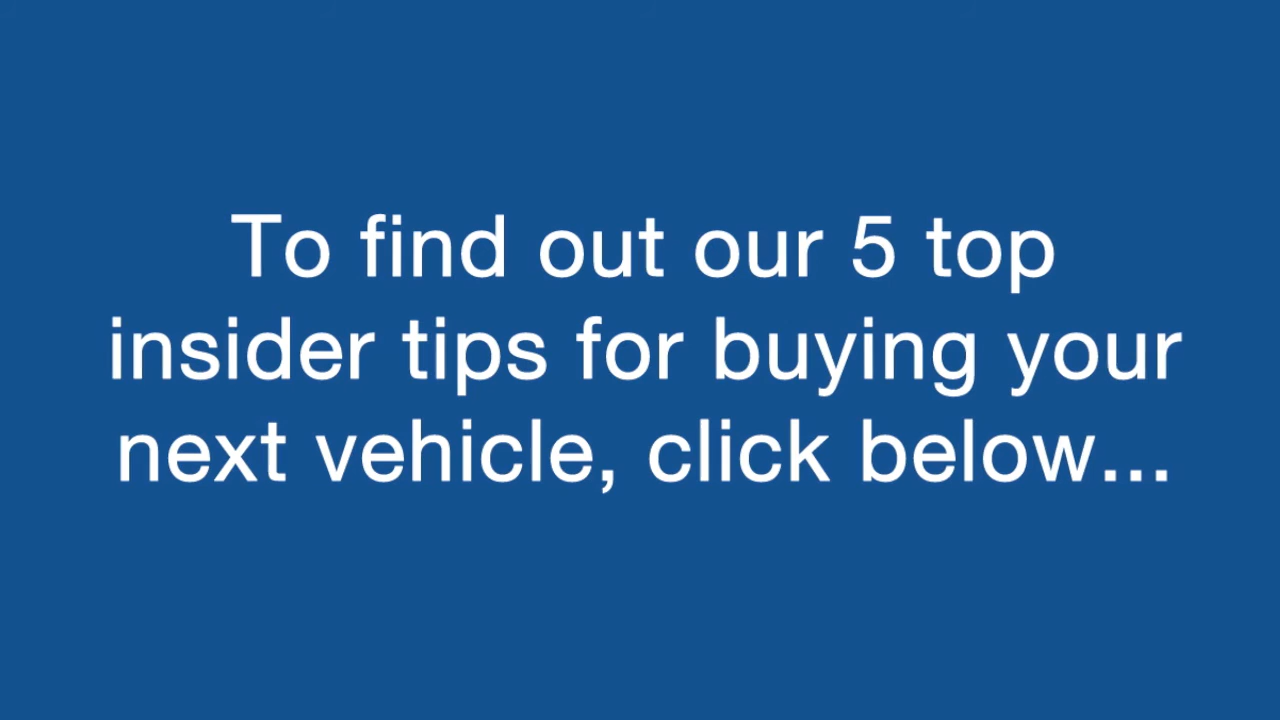 To find out our 5 top
insider tips for buying your
next vehicle, click below...